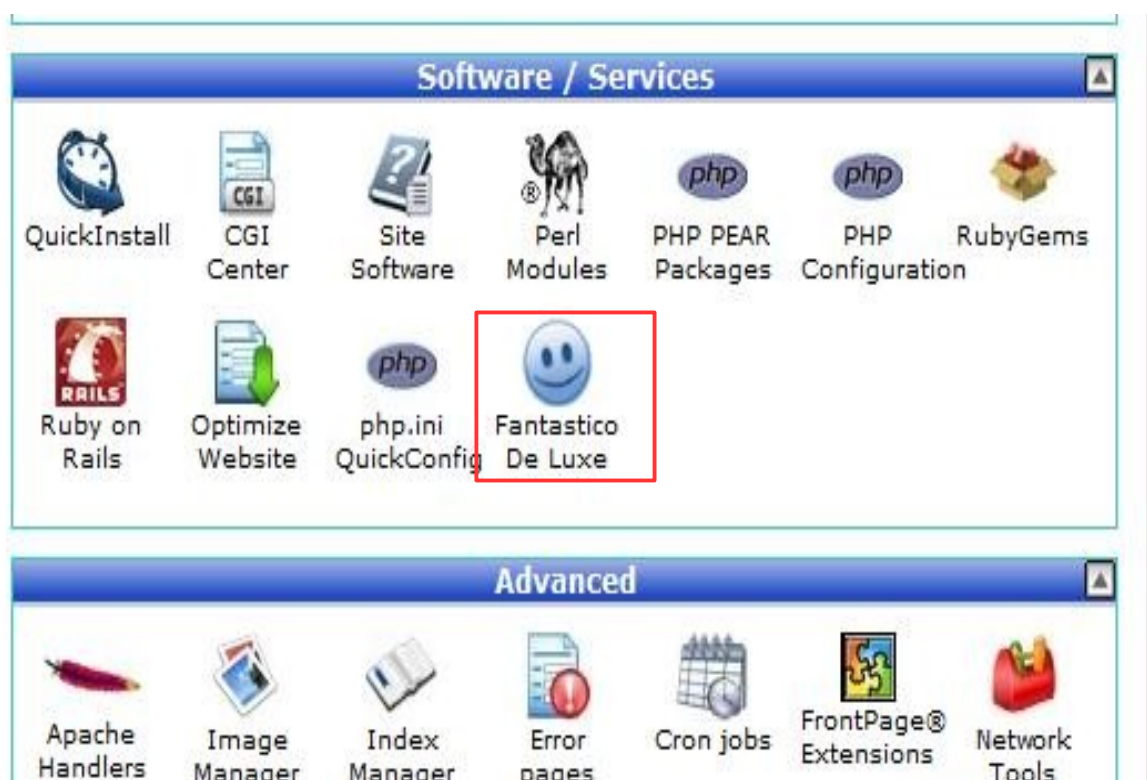 Software / Services
CGI
®
php
php
QuickInstall
CGI
Center
Site
Software
Perl
Modules
PHP PEAR
Packages
PHP
Configuration
RubyGems
RAILS
php
Ruby on
Rails
Optimize
Website
php.ini
QuickConfig
Fantastico
De Luxe
Advanced
Apache
Handlers
Image
Manager
Index
Manager
Error
pages
Cron jobs
FrontPage®
Extensions
Network
Tools